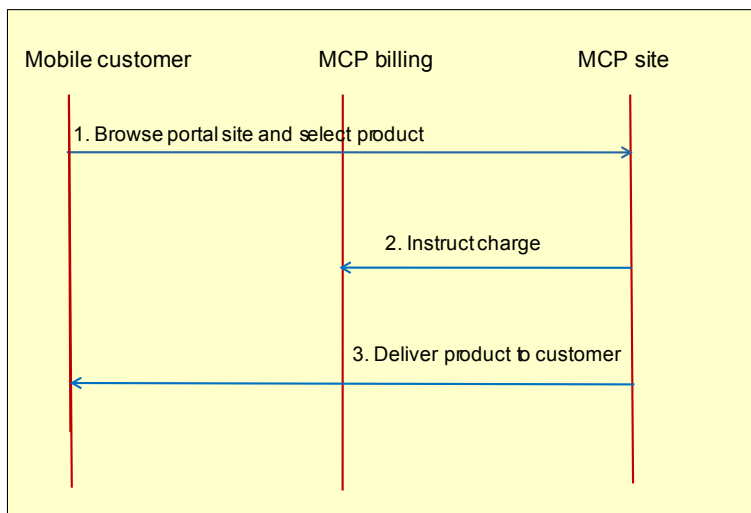 Mobile customer MCP billing MCP site
1. Browse portal site and select product
2. Instruct charge
3. Deliver product to customer